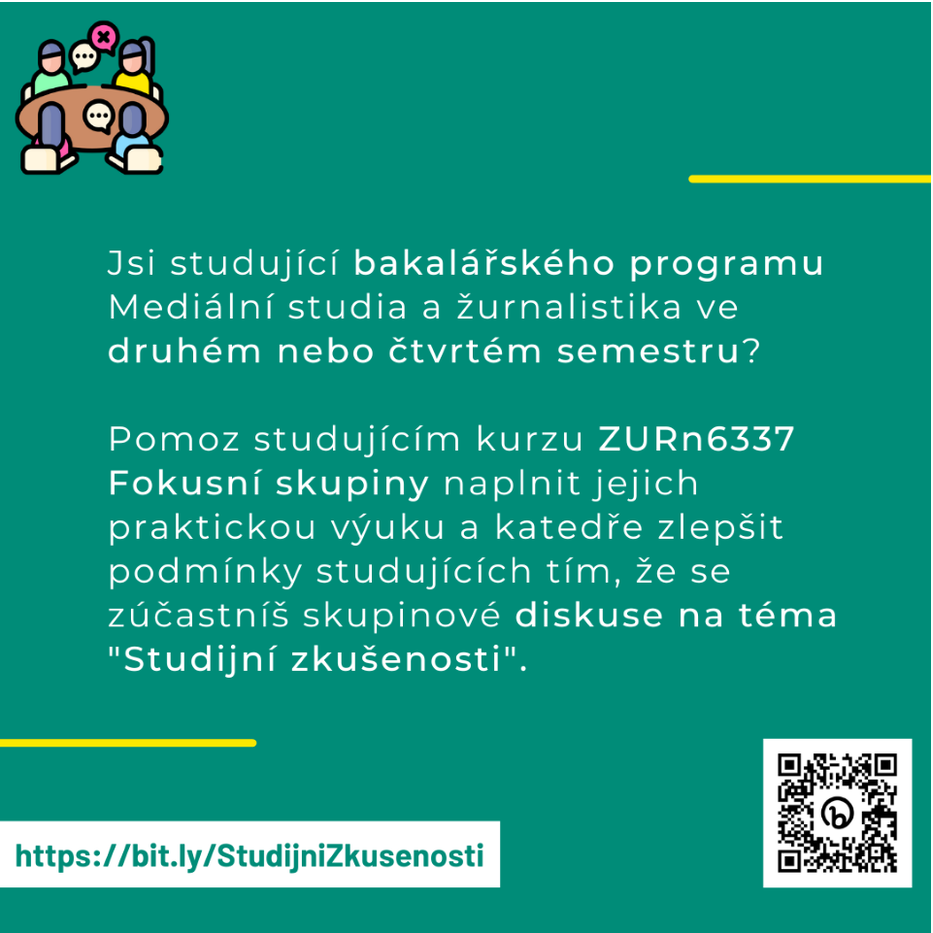 Jsi studující bakalářského programu
Mediální studia a žurnalistika ve
druhém nebo čtvrtém semestru?
Pomoz studujícím kurzu ZURn6337
Fokusní skupiny naplnit jejich
praktickou výuku a katedře zlepšit
podmínky studujících tím, že se
zúčastníš skupinové diskuse na téma
"Studijní zkušenosti".
https://bit.ly/StudijniZkusenosti